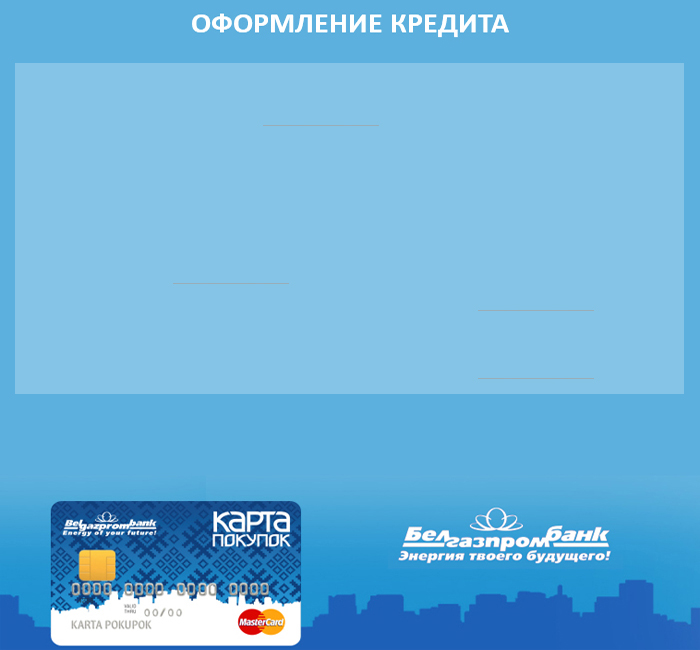 ОФОРМЛЕНИЕ КРЕДИТА
Belgazprombank
Energy of your future!
КАРТА
ПОКУПОК
0000 0000 0000 0000
VALID
THRU
00/00
KARTA POKUPOK
MasterCard
Белгазпромбанк
Энергия твоего будущего!